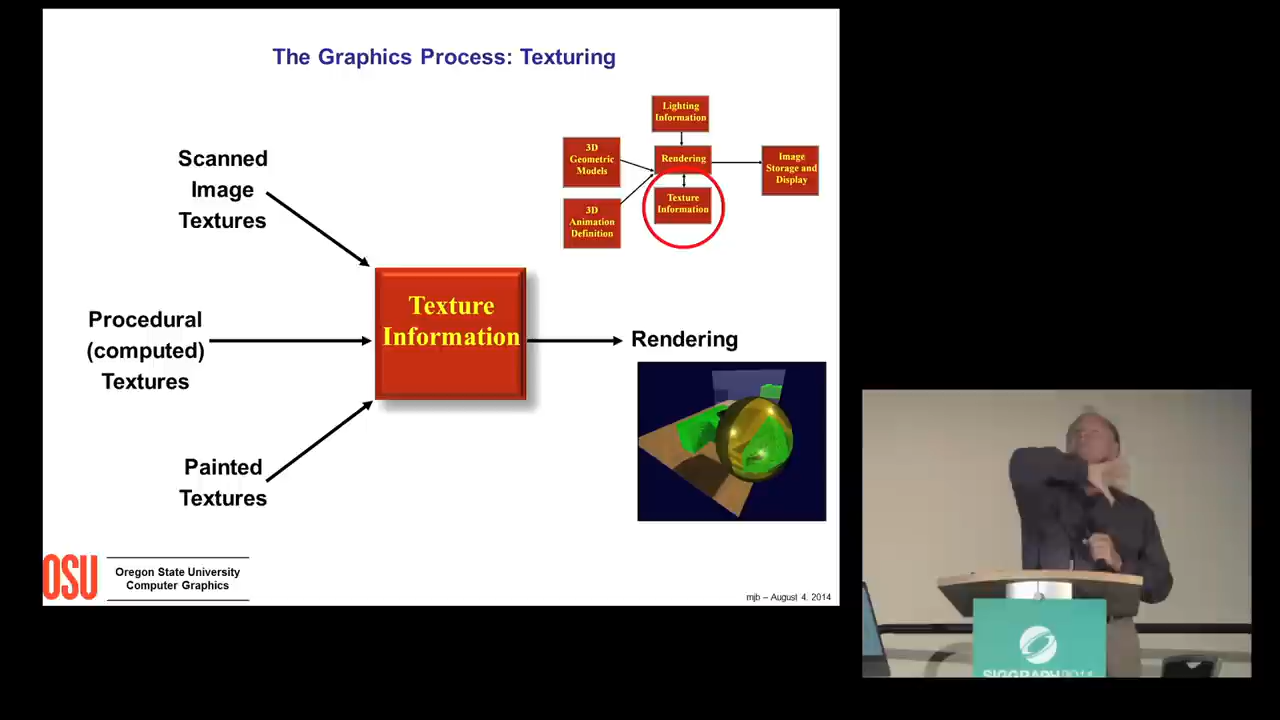 The Graphics Process: Texturing
Scanned
Image
Textures
Procedural
(computed)
Textures
Painted
Textures
Texture
Information
Rendering
Lighting
Information
3D
Geometric
Models
Rendering
Image
Storage and
Display
Texture
Information
3D
Animation
Definition
OSU
Oregon State University
Computer Graphics
mjb – August 4, 2014
SIGGRAPH2014